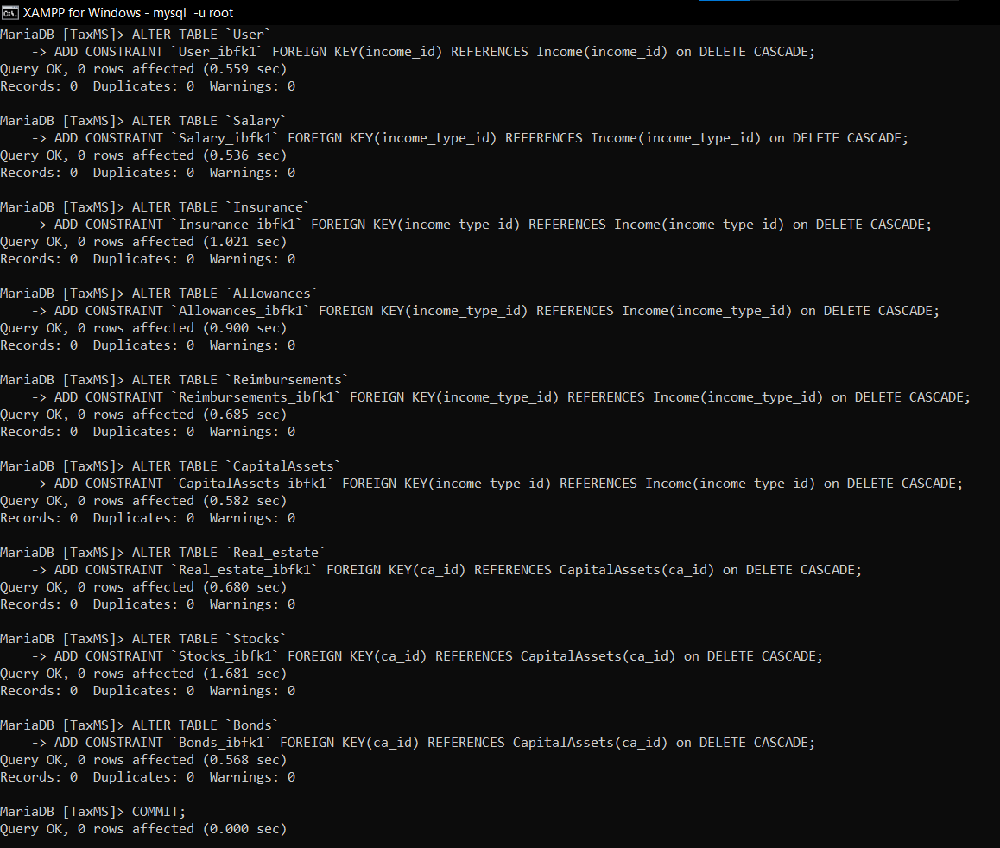 XAMPP for Windows - mysql  -u root
MariaDB [TaxMS]> ALTER TABLE `User`
    -> ADD CONSTRAINT `User_ibfk1` FOREIGN KEY(income_id) REFERENCES Income(income_id) on DELETE CASCADE;
Query OK, 0 rows affected (0.559 sec)
Records: 0  Duplicates: 0  Warnings: 0

MariaDB [TaxMS]> ALTER TABLE `Salary`
    -> ADD CONSTRAINT `Salary_ibfk1` FOREIGN KEY(income_type_id) REFERENCES Income(income_type_id) on DELETE CASCADE;
Query OK, 0 rows affected (0.536 sec)
Records: 0  Duplicates: 0  Warnings: 0

MariaDB [TaxMS]> ALTER TABLE `Insurance`
    -> ADD CONSTRAINT `Insurance_ibfk1` FOREIGN KEY(income_type_id) REFERENCES Income(income_type_id) on DELETE CASCADE;
Query OK, 0 rows affected (1.021 sec)
Records: 0  Duplicates: 0  Warnings: 0

MariaDB [TaxMS]> ALTER TABLE `Allowances`
    -> ADD CONSTRAINT `Allowances_ibfk1` FOREIGN KEY(income_type_id) REFERENCES Income(income_type_id) on DELETE CASCADE;
Query OK, 0 rows affected (0.900 sec)
Records: 0  Duplicates: 0  Warnings: 0

MariaDB [TaxMS]> ALTER TABLE `Reimbursements`
    -> ADD CONSTRAINT `Reimbursements_ibfk1` FOREIGN KEY(income_type_id) REFERENCES Income(income_type_id) on DELETE CASCADE;
Query OK, 0 rows affected (0.685 sec)
Records: 0  Duplicates: 0  Warnings: 0

MariaDB [TaxMS]> ALTER TABLE `CapitalAssets`
    -> ADD CONSTRAINT `CapitalAssets_ibfk1` FOREIGN KEY(income_type_id) REFERENCES Income(income_type_id) on DELETE CASCADE;
Query OK, 0 rows affected (0.582 sec)
Records: 0  Duplicates: 0  Warnings: 0

MariaDB [TaxMS]> ALTER TABLE `Real_estate`
    -> ADD CONSTRAINT `Real_estate_ibfk1` FOREIGN KEY(ca_id) REFERENCES CapitalAssets(ca_id) on DELETE CASCADE;
Query OK, 0 rows affected (0.680 sec)
Records: 0  Duplicates: 0  Warnings: 0

MariaDB [TaxMS]> ALTER TABLE `Stocks`
    -> ADD CONSTRAINT `Stocks_ibfk1` FOREIGN KEY(ca_id) REFERENCES CapitalAssets(ca_id) on DELETE CASCADE;
Query OK, 0 rows affected (1.681 sec)
Records: 0  Duplicates: 0  Warnings: 0

MariaDB [TaxMS]> ALTER TABLE `Bonds`
    -> ADD CONSTRAINT `Bonds_ibfk1` FOREIGN KEY(ca_id) REFERENCES CapitalAssets(ca_id) on DELETE CASCADE;
Query OK, 0 rows affected (0.568 sec)
Records: 0  Duplicates: 0  Warnings: 0

MariaDB [TaxMS]> COMMIT;
Query OK, 0 rows affected (0.000 sec)